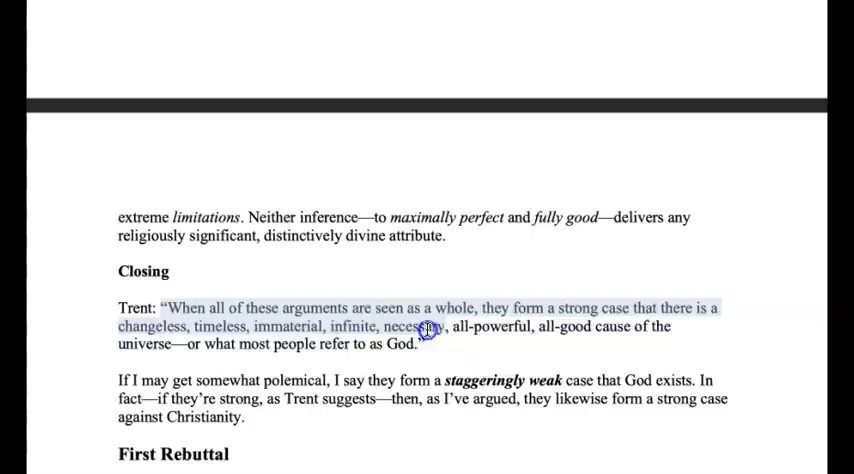 extreme limitations. Neither inference—to maximally perfect and fully good—delivers any
religiously significant, distinctively divine attribute.
Closing
Trent: “When all of these arguments are seen as a whole, they form a strong case that there is a
changeless, timeless, immaterial, infinite, necessary, all-powerful, all-good cause of the
universe—or what most people refer to as God.”
If I may get somewhat polemical, I say they form a staggeringly weak case that God exists. In
fact—if they’re strong, as Trent suggests—then, as I’ve argued, they likewise form a strong case
against Christianity.
First Rebuttal